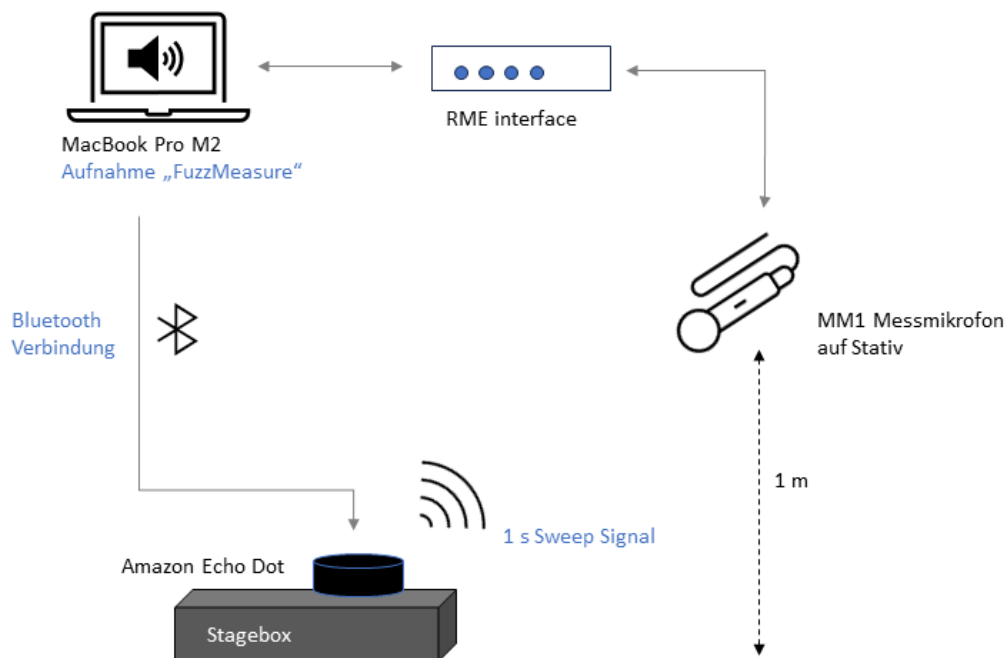 RME interface
MacBook Pro M2
Aufnahme „FuzzMeasure“
Bluetooth
Verbindung
MM1 Messmikrofon
auf Stativ
1 m
1 s Sweep Signal
Amazon Echo Dot
Stagebox